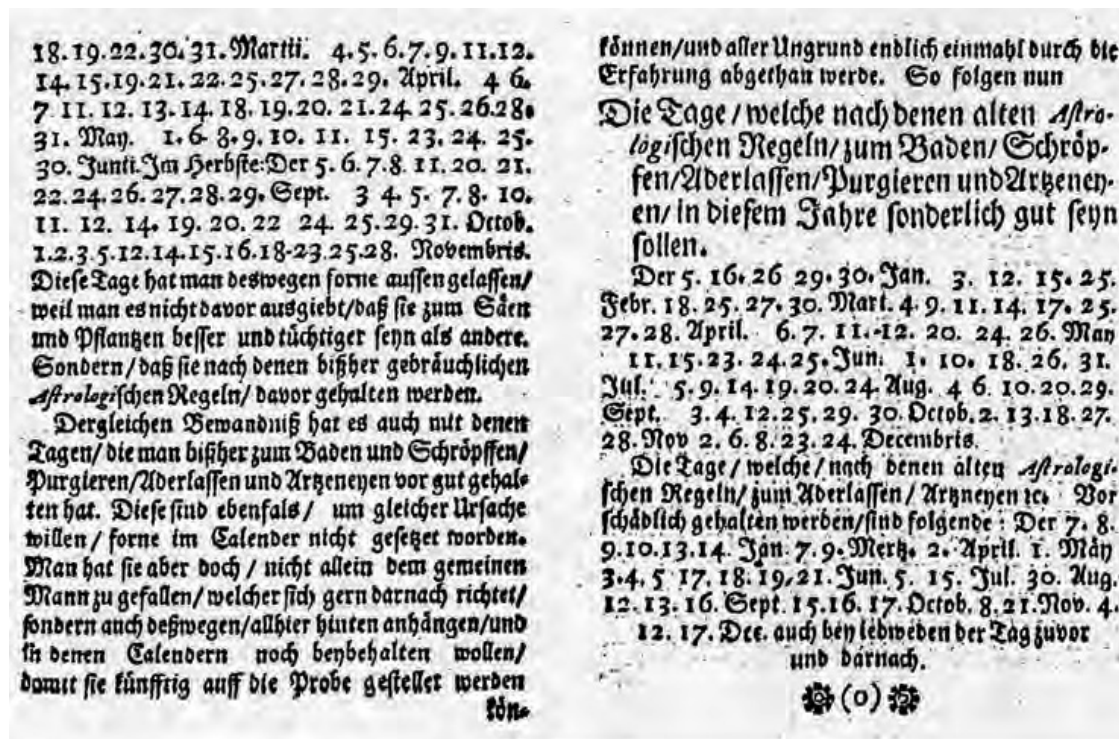 18.19.22.30.31. Martii. 4.5.6.7.9.11.12.
14.15.19.21.22.25.27.28.29. April. 4 6.
7 11. 12. 13. 14. 18. 19.20. 21.24 25.26.28.
31. May. 1. 6. 8. 9. 10. 11. 15. 23. 24. 25.
30. Junii. Im Herbste: Der 5. 6. 7.8. 11. 20. 21.
22.24.26.27.28.29. Sept. 3 4. 5. 7. 8. 10.
11. 12. 14. 19. 20. 22 24. 25.29.31. Octob.
1.2.3 5.12.14.15.16.18-23.25.28. Novembris.
Diese Tage hat man deswegen forne aussen gelassen/
weil man es nicht davor ausgiebt/daß sie zum Säen
und Pflantzen besser und tüchtiger seyn als andere.
Sondern/daß sie nach denen bißher gebräuchlichen
Astrologischen Regeln/ davor gehalten werden.
Dergleichen Bewandniß hat es auch mit denen
Tagen/ die man bißher zum Baden und Schröpffen/
Purgieren/Aderlassen und Artzeneyen vor gut gehal-
ten hat. Diese sind ebenfals/ um gleicher Ursache
willen/ forne im Calender nicht gesetzet worden.
Man hat sie aber doch/ nicht allein dem gemeinen
Mann zu gefallen/welcher sich gern darnach richtet/
sondern auch deßwegen/allhier hinten anhängen/und
in denen Calendern noch beybehalten wollen/
damit sie künfftig auff die Probe gestellet werden
kön-
können/und aller Ungrund endlich einmahl durch die
Erfahrung abgethan werde. So folgen nun
Die Tage/welche nach denen alten Astro-
logischen Regeln/zum Baden/Schröp-
fen/Aderlassen/Purgieren und Artzeney-
en/ in diesem Jahre sonderlich gut seyn
sollen.
Der 5. 16. 26 29. 30. Jan. 3. 12. 15. 25.
Febr. 18. 25. 27. 30. Mart. 4. 9. 11. 14. 17. 25.
27. 28. April. 6. 7. 11.-12. 20. 24. 26. May
11. 15. 23. 24. 25. Jun. 1. 10. 18. 26. 31.
Jul. 5. 9. 14. 19. 20. 24. Aug. 4 6. 10. 20. 29.
Sept. 3. 4. 12. 25. 29. 30. Octob. 2. 13. 18. 27.
28. Nov 2. 6. 8. 23. 24. Decembris.
Die Tage/ welche/ nach denen alten Astrologi-
schen Regeln/ zum Aderlassen/ Artzneyen ꝛc. Vor
schädlich gehalten werden/sind folgende: Der 7. 8.
9. 10. 13. 14. Jan. 7. 9. Mertz. 2. April. 1. May
3. 4. 5 17. 18. 19, 21. Jun. 5. 15. Jul. 30. Aug.
12. 13. 16. Sept. 15. 16. 17. Octob. 8. 21. Nov. 4.
12. 17. Dec. auch bey iedweden der Tag zuvor
und darnach.
(0)